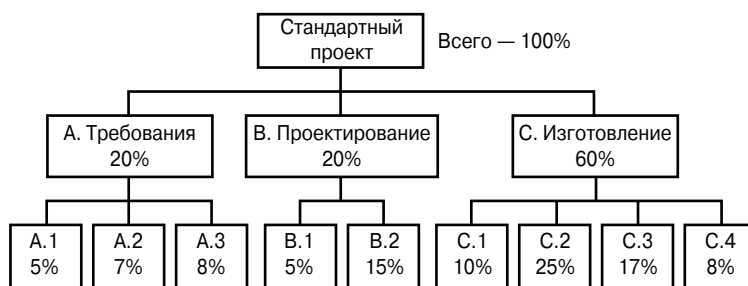 Стандартный
проект
Всего — 100%
А. Требования
20%
В. Проектирование
20%
С. Изготовление
60%
А.1
5%
А.2
7%
А.3
8%
В.1
5%
В.2
15%
С.1
10%
С.2
25%
С.3
17%
С.4
8%